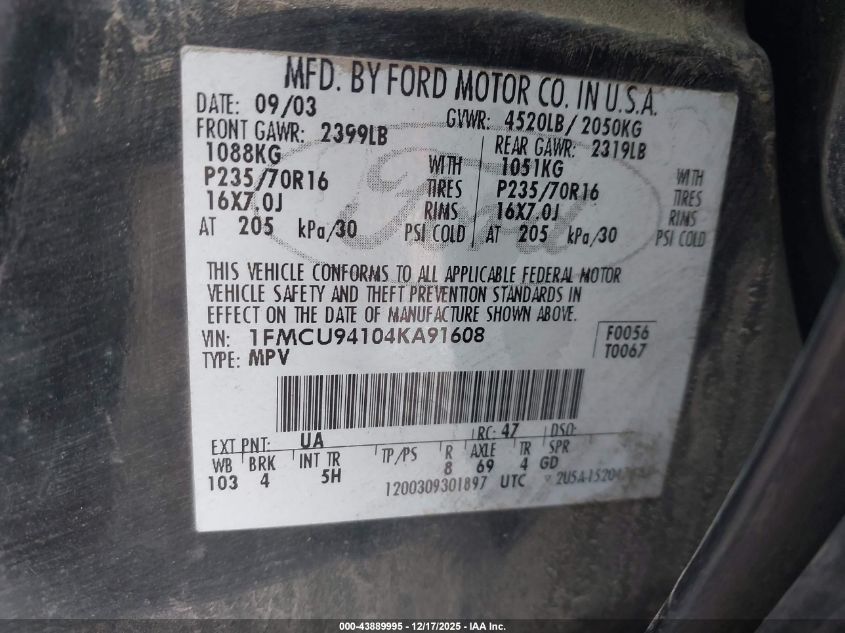 MFD. BY FORD MOTOR CO. IN U.S.A.
DATE: 09/03 GVWR: 4520LB/ 2050KG
FRONT GAWR: 2399LB REAR GAWR: 2319LB
1088KG WITH 1051KG WITH
P235/70R16 TIRES P235/70R16 TIRES
16X7.0J RIMS 16X7.0J RIMS
AT 205 kPa/30 PSI COLD AT 205 kPa/30 PSI COLD
Ford
THIS VEHICLE CONFORMS TO ALL APPLICABLE FEDERAL MOTOR
VEHICLE SAFETY AND THEFT PREVENTION STANDARDS IN
EFFECT ON THE DATE OF MANUFACTURE SHOWN ABOVE.
VIN: 1FMCU94104KA91608 F0056
TYPE: MPV T0067
EXT PNT: UA RC: 47 DSO:
WB BRK INT TR TP/PS R AXLE TR SPR
103 4 5H 8 69 4 GD
1200309301897 UTC
000-43889995 - 12/17/2025 - IAA Inc.